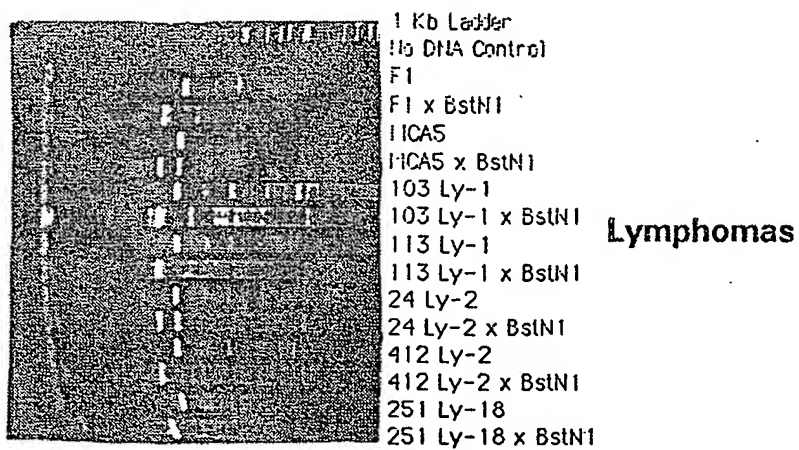 1 Kb Ladder
No DNA Control
F1
F1 x BstN1
MCA5
MCA5 x BstN1
103 Ly-1
103 Ly-1 x BstN1
Lymphomas
113 Ly-1
113 Ly-1 x BstN1
24 Ly-2
24 Ly-2 x BstN1
412 Ly-2
412 Ly-2 x BstN1
251 Ly-18
251 Ly-18 x BstN1